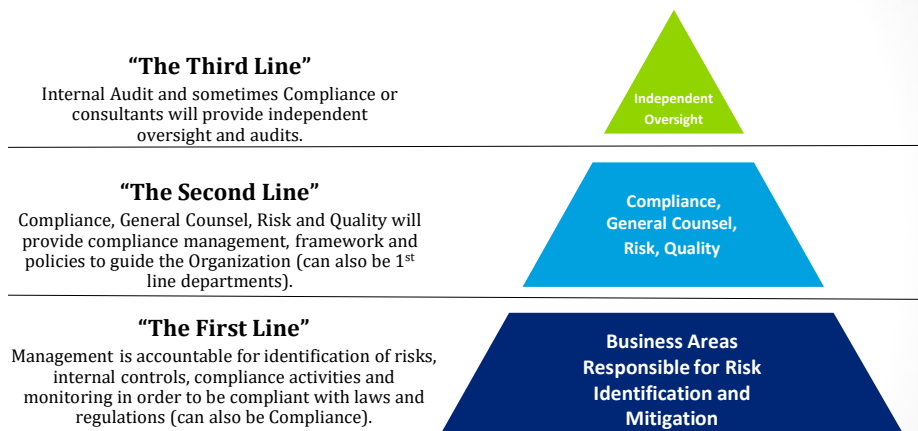 “The Third Line”
Internal Audit and sometimes Compliance or
consultants will provide independent
oversight and audits.
Independent
Oversight
“The Second Line”
Compliance, General Counsel, Risk and Quality will
provide compliance management, framework and
policies to guide the Organization (can also be 1st
line departments).
Compliance,
General Counsel,
Risk, Quality
“The First Line”
Management is accountable for identification of risks,
internal controls, compliance activities and
monitoring in order to be compliant with laws and
regulations (can also be Compliance).
Business Areas
Responsible for Risk
Identification and
Mitigation